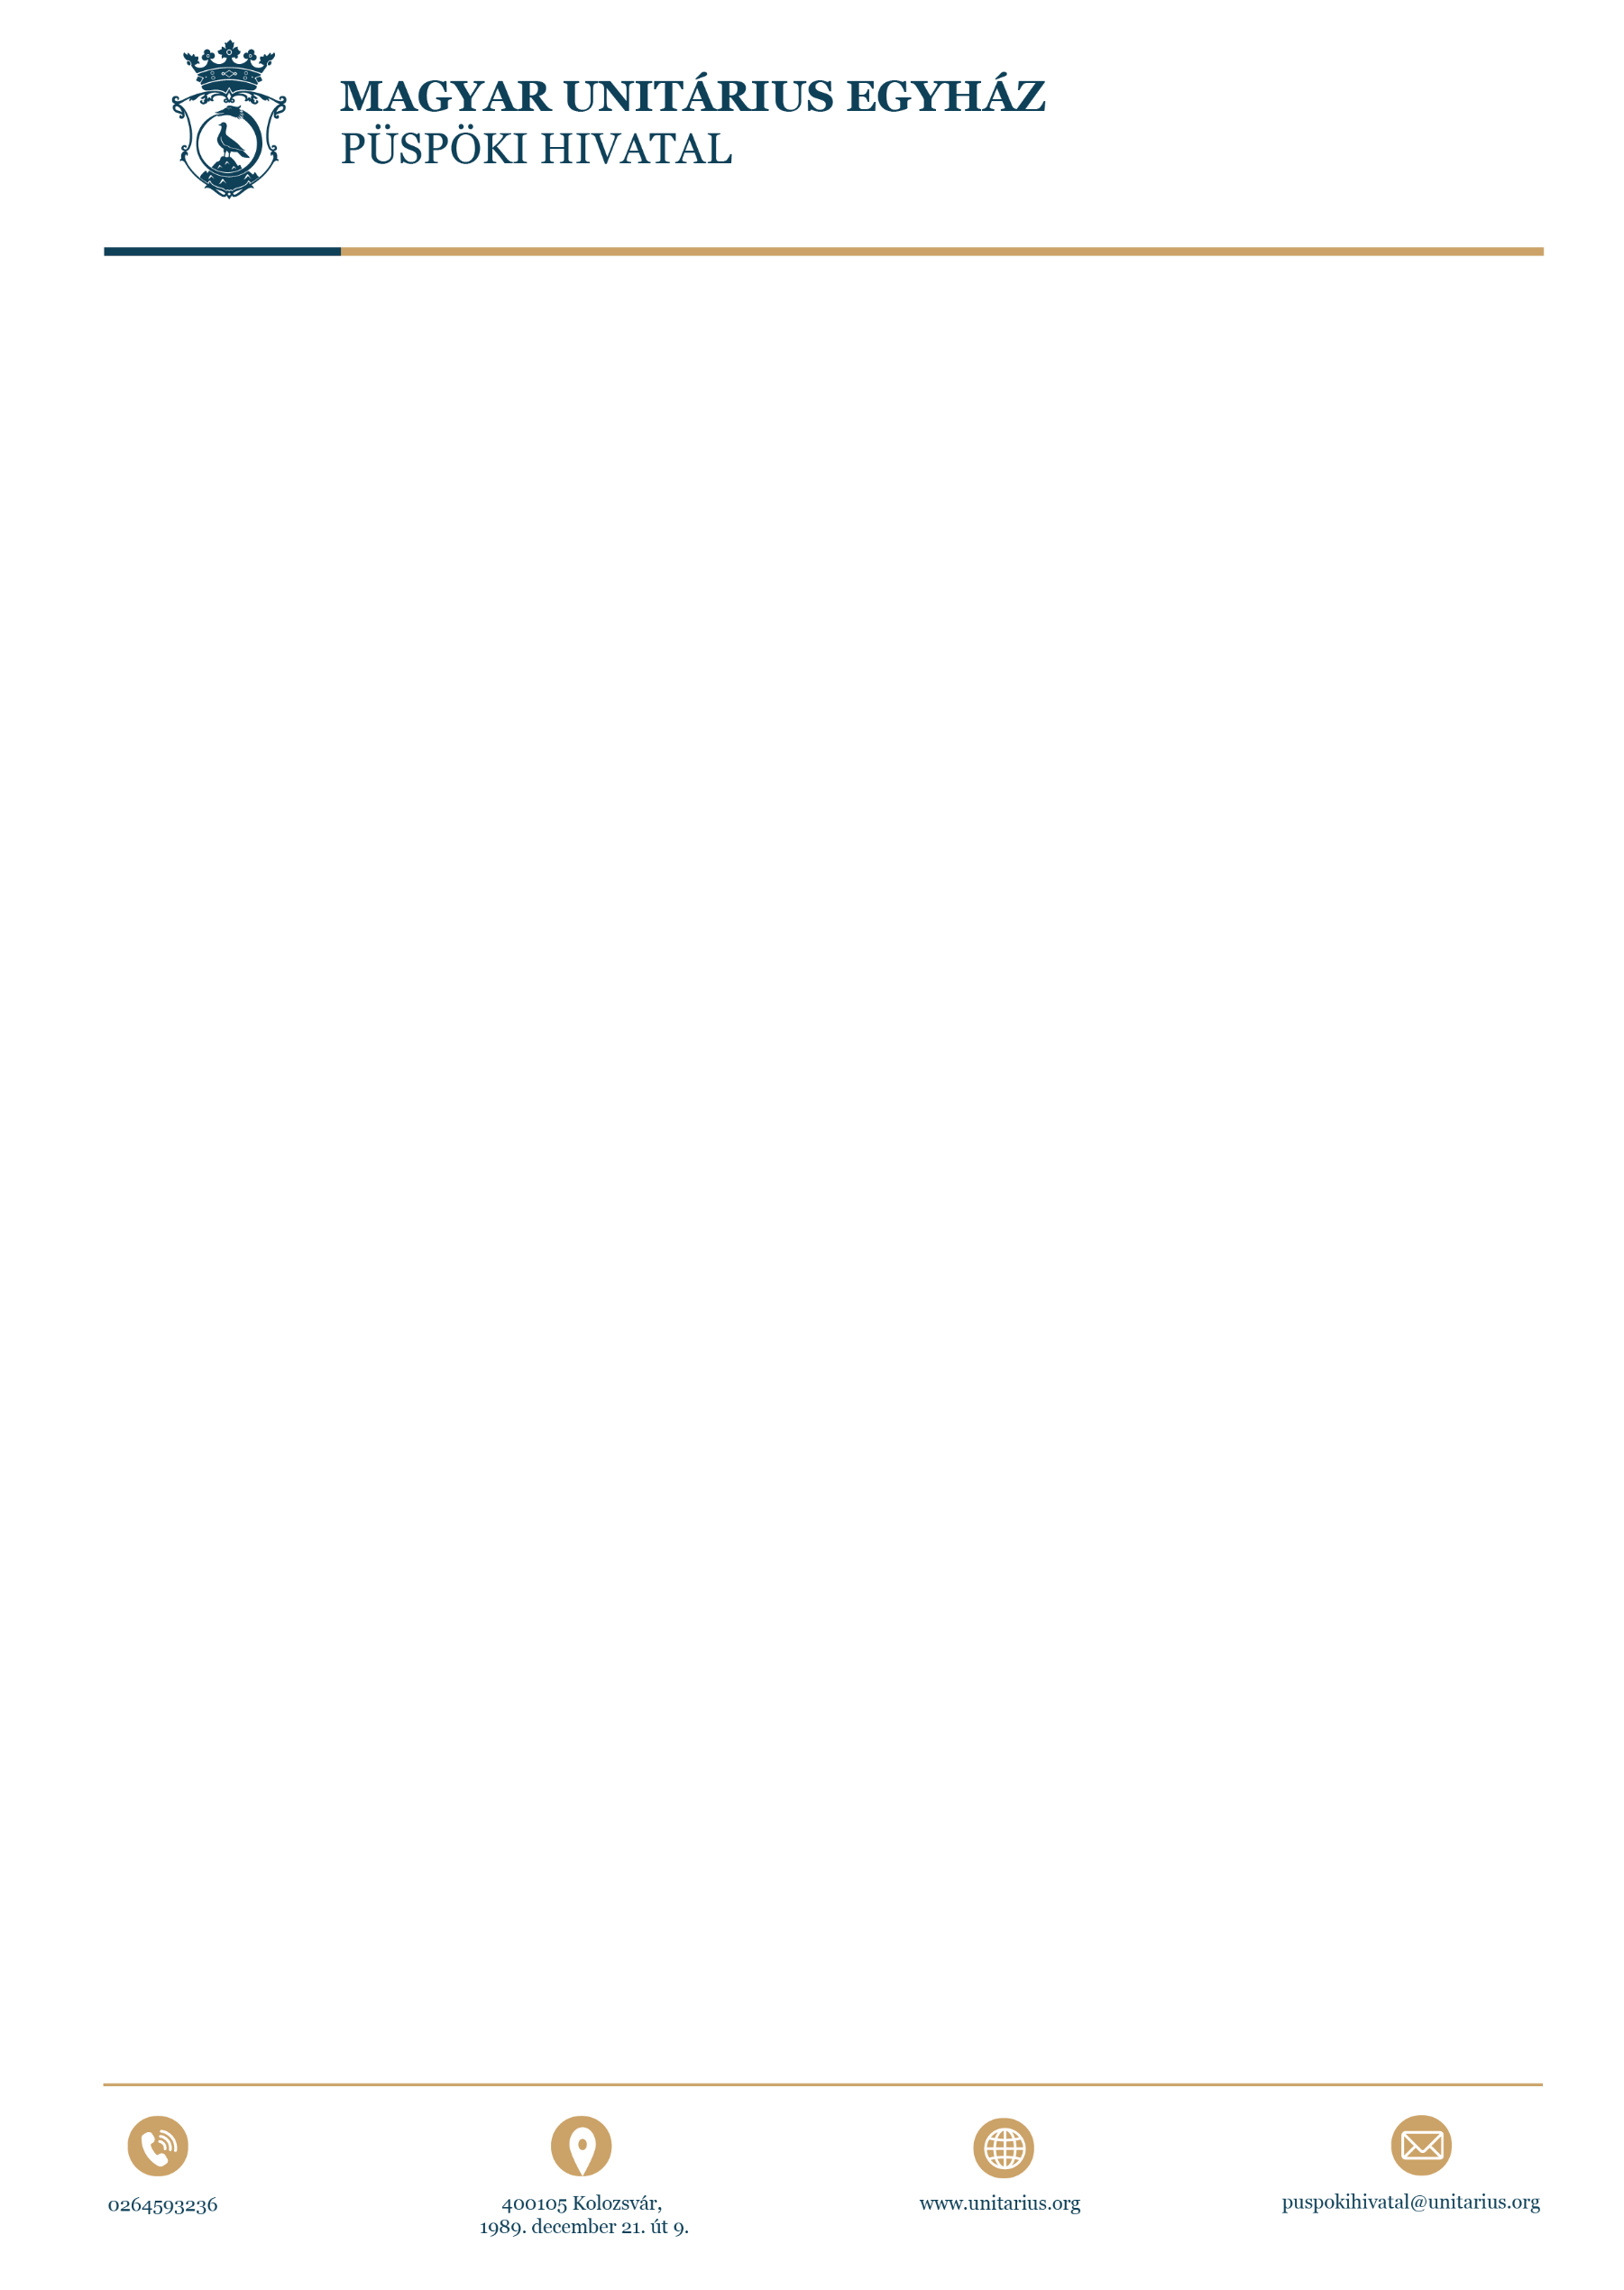 MAGYAR UNITÁRIUS EGYHÁZ
PÜSPÖKI HIVATAL
0264593236
400105 Kolozsvár,
1989. december 21. út 9.
www.unitarius.org
puspokihivatal@unitarius.org